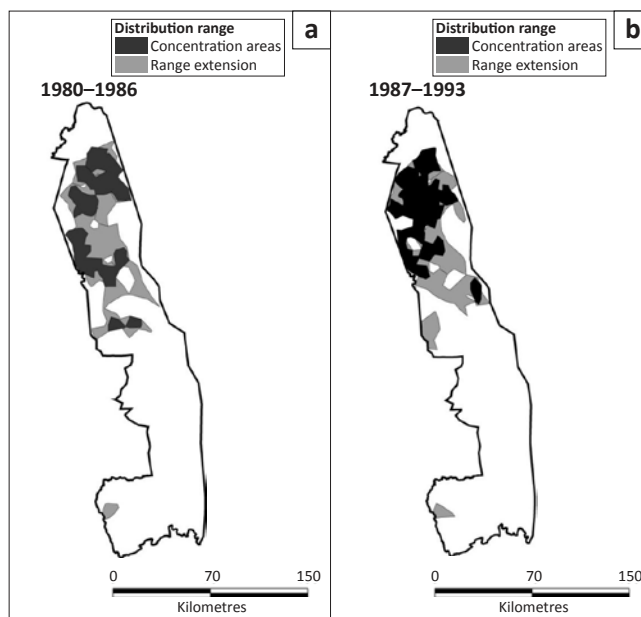 Distribution range
Concentration areas
Range extension
a
1980–1986
0 70 150
Kilometres
Distribution range
Concentration areas
Range extension
b
1987–1993
0 70 150
Kilometres